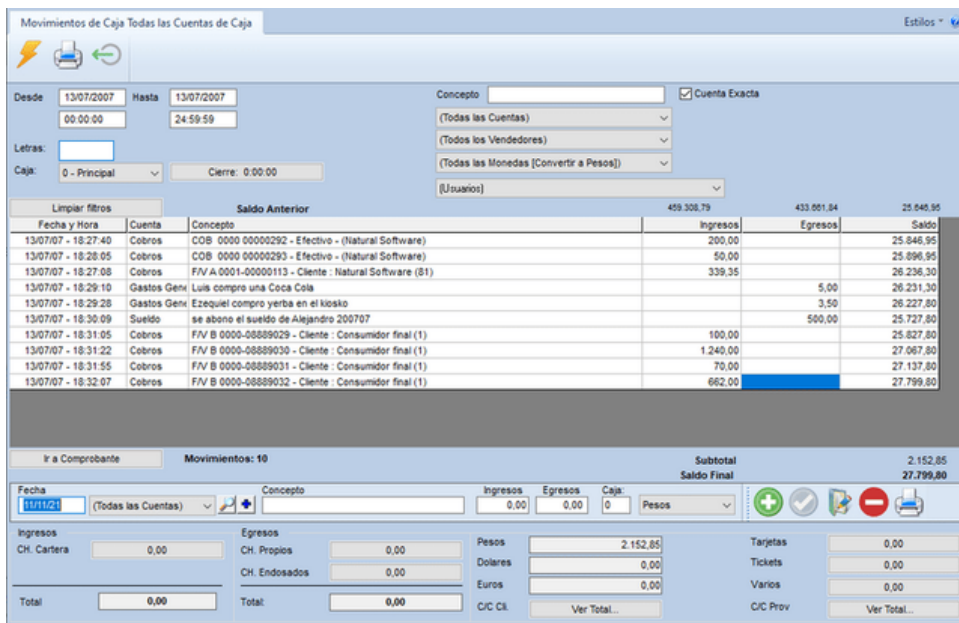 Movimientos de Caja Todas las Cuentas de Caja
Estilos
Desde 13/07/2007 Hasta 13/07/2007 Concepto Cuenta Exacta
00:00:00 24:59:59 (Todas las Cuentas)
(Todos los Vendedores)
Letras:
(Todas las Monedas [Convertir a Pesos])
Caja: 0 - Principal Cierre: 0:00:00
(Usuarios)
Limpiar filtros Saldo Anterior 459.308,79 433.661,84 25.646,95
Fecha y Hora Cuenta Concepto Ingresos Egresos Saldo
13/07/07 - 18:27:40 Cobros COB 0000 00000292 - Efectivo - (Natural Software) 200,00 25.846,95
13/07/07 - 18:28:05 Cobros COB 0000 00000293 - Efectivo - (Natural Software) 50,00 25.896,95
13/07/07 - 18:27:08 Cobros F/V A 0001-00000113 - Cliente : Natural Software (81) 339,35 26.236,30
13/07/07 - 18:29:10 Gastos Gene Luis compro una Coca Cola 5,00 26.231,30
13/07/07 - 18:29:28 Gastos Gene Ezequiel compro yerba en el kiosko 3,50 26.227,80
13/07/07 - 18:30:09 Sueldo se abono el sueldo de Alejandro 200707 500,00 25.727,80
13/07/07 - 18:31:05 Cobros F/V B 0000-08889029 - Cliente : Consumidor final (1) 100,00 25.827,80
13/07/07 - 18:31:22 Cobros F/V B 0000-08889030 - Cliente : Consumidor final (1) 1.240,00 27.067,80
13/07/07 - 18:31:55 Cobros F/V B 0000-08889031 - Cliente : Consumidor final (1) 70,00 27.137,80
13/07/07 - 18:32:07 Cobros F/V B 0000-08889032 - Cliente : Consumidor final (1) 662,00 27.799,80
Ir a Comprobante Movimientos: 10 Subtotal 2.152,85
Saldo Final 27.799,80
Fecha Concepto Ingresos Egresos Caja:
11/11/21 (Todas las Cuentas) 0,00 0,00 0 Pesos
Ingresos Egresos
CH. Cartera 0,00 CH. Propios 0,00 Pesos 2.152,85 Tarjetas 0,00
CH. Endosados 0,00 Dolares 0,00 Tickets 0,00
Euros 0,00 Varios 0,00
Total 0,00 Total: 0,00 C/C Cli. Ver Total... C/C Prov Ver Total...